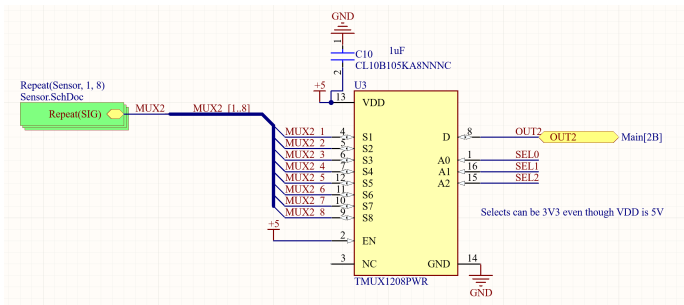 GND
1
C10 1uF
CL10B105KA8NNNC
2
+5
U3
13 VDD
Repeat(Sensor, 1, 8)
Sensor.SchDoc
Repeat(SIG) MUX2 MUX2_[1..8]
MUX2_1 4 S1 D 8 OUT2 OUT2 Main[2B]
MUX2_2 5 S2
MUX2_3 6 S3 A0 1 SEL0
MUX2_4 7 S4 A1 16 SEL1
MUX2_5 12 S5 A2 15 SEL2
MUX2_6 11 S6
MUX2_7 10 S7
MUX2_8 9 S8
Selects can be 3V3 even though VDD is 5V
+5
2 EN
3 NC GND 14
TMUX1208PWR
GND